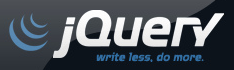 jQuery
write less, do more.